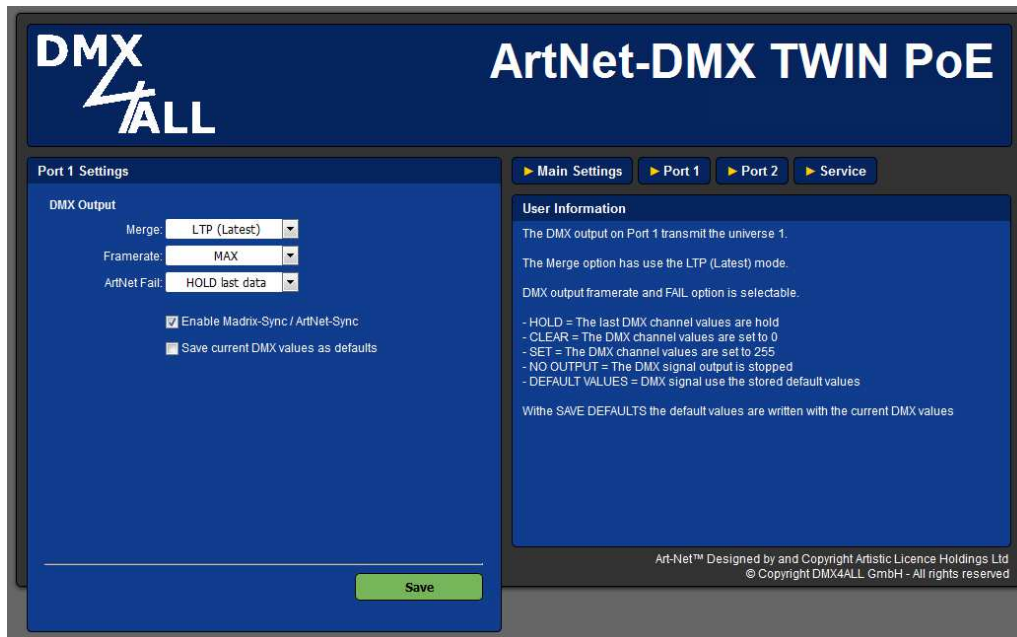 DMX
4ALL
ArtNet-DMX TWIN PoE
Port 1 Settings
DMX Output
Merge: LTP (Latest)
Framerate: MAX
ArtNet Fail: HOLD last data
Enable Madrix-Sync / ArtNet-Sync
Save current DMX values as defaults
Save
Main Settings
Port 1
Port 2
Service
User Information
The DMX output on Port 1 transmit the universe 1.
The Merge option has use the LTP (Latest) mode.
DMX output framerate and FAIL option is selectable.
- HOLD = The last DMX channel values are hold
- CLEAR = The DMX channel values are set to 0
- SET = The DMX channel values are set to 255
- NO OUTPUT = The DMX signal output is stopped
- DEFAULT VALUES = DMX signal use the stored default values
Withe SAVE DEFAULTS the default values are written with the current DMX values
Art-Net™ Designed by and Copyright Artistic Licence Holdings Ltd
© Copyright DMX4ALL GmbH - All rights reserved